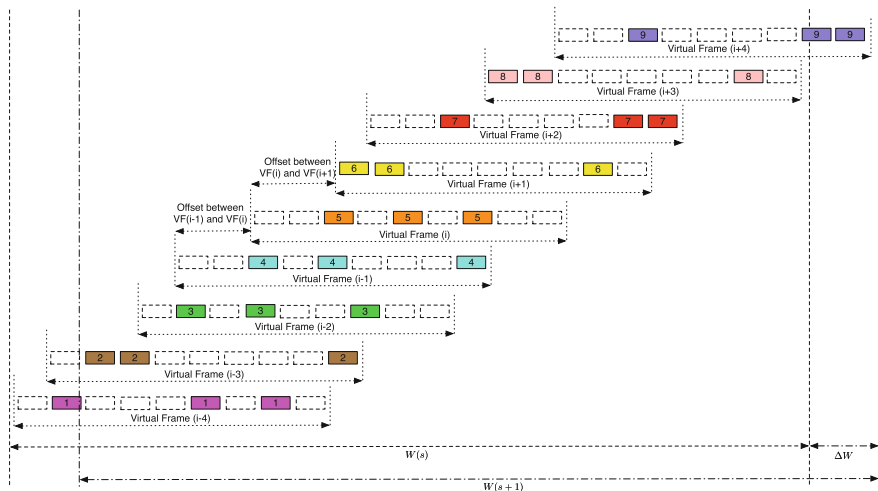 9 9 9
Virtual Frame (i+4)
8 8 8
Virtual Frame (i+3)
7 7 7
Virtual Frame (i+2)
Offset between
VF(i) and VF(i+1)
6 6 6
Virtual Frame (i+1)
Offset between
VF(i-1) and VF(i)
5 5 5
Virtual Frame (i)
4 4 4
Virtual Frame (i-1)
3 3 3
Virtual Frame (i-2)
2 2 2
Virtual Frame (i-3)
1 1 1
Virtual Frame (i-4)
W(s) ΔW
W(s+1)